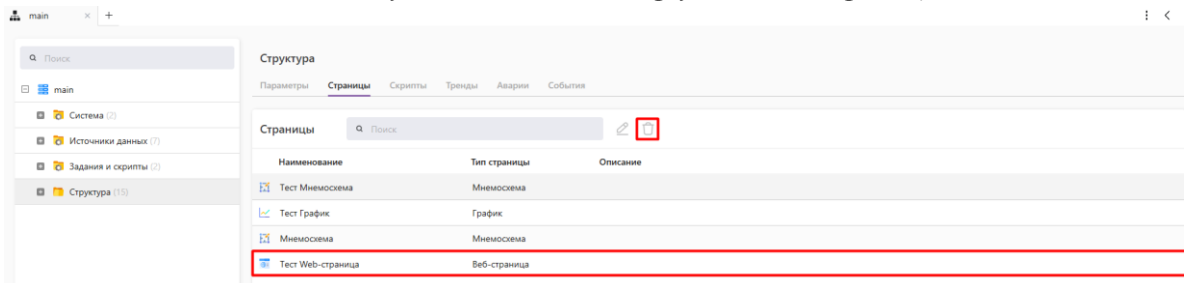 main × +
Поиск
main
Система (2)
Источники данных (7)
Задания и скрипты (2)
Структура (15)
Структура
Параметры Страницы Скрипты Тренды Аварии События
Страницы Поиск
Наименование Тип страницы Описание
Тест Мнемосхема Мнемосхема
Тест График График
Мнемосхема Мнемосхема
Тест Web-страница Веб-страница